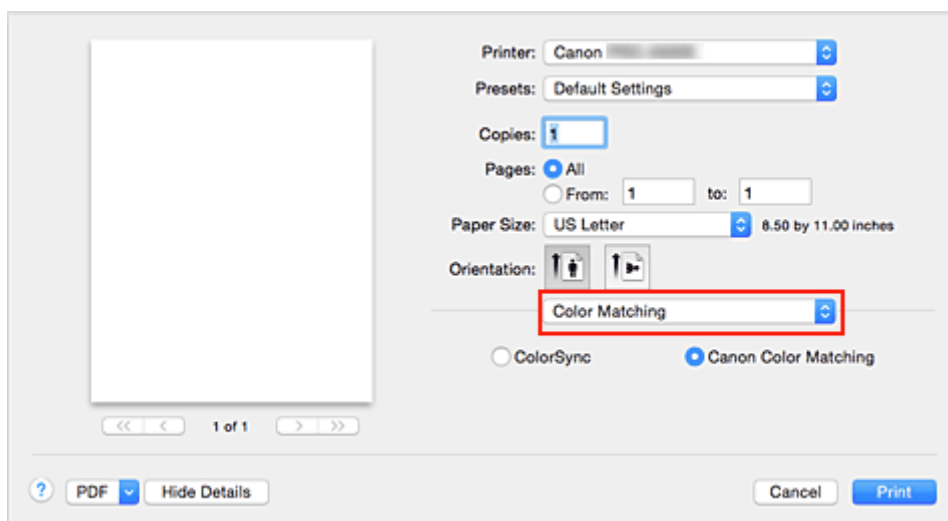 Printer: Canon
Presets: Default Settings
Copies: 1
Pages: All
From: 1 to: 1
Paper Size: US Letter 8.50 by 11.00 inches
Orientation:
Color Matching
ColorSync Canon Color Matching
<< < 1 of 1 > >>
? PDF Hide Details Cancel Print